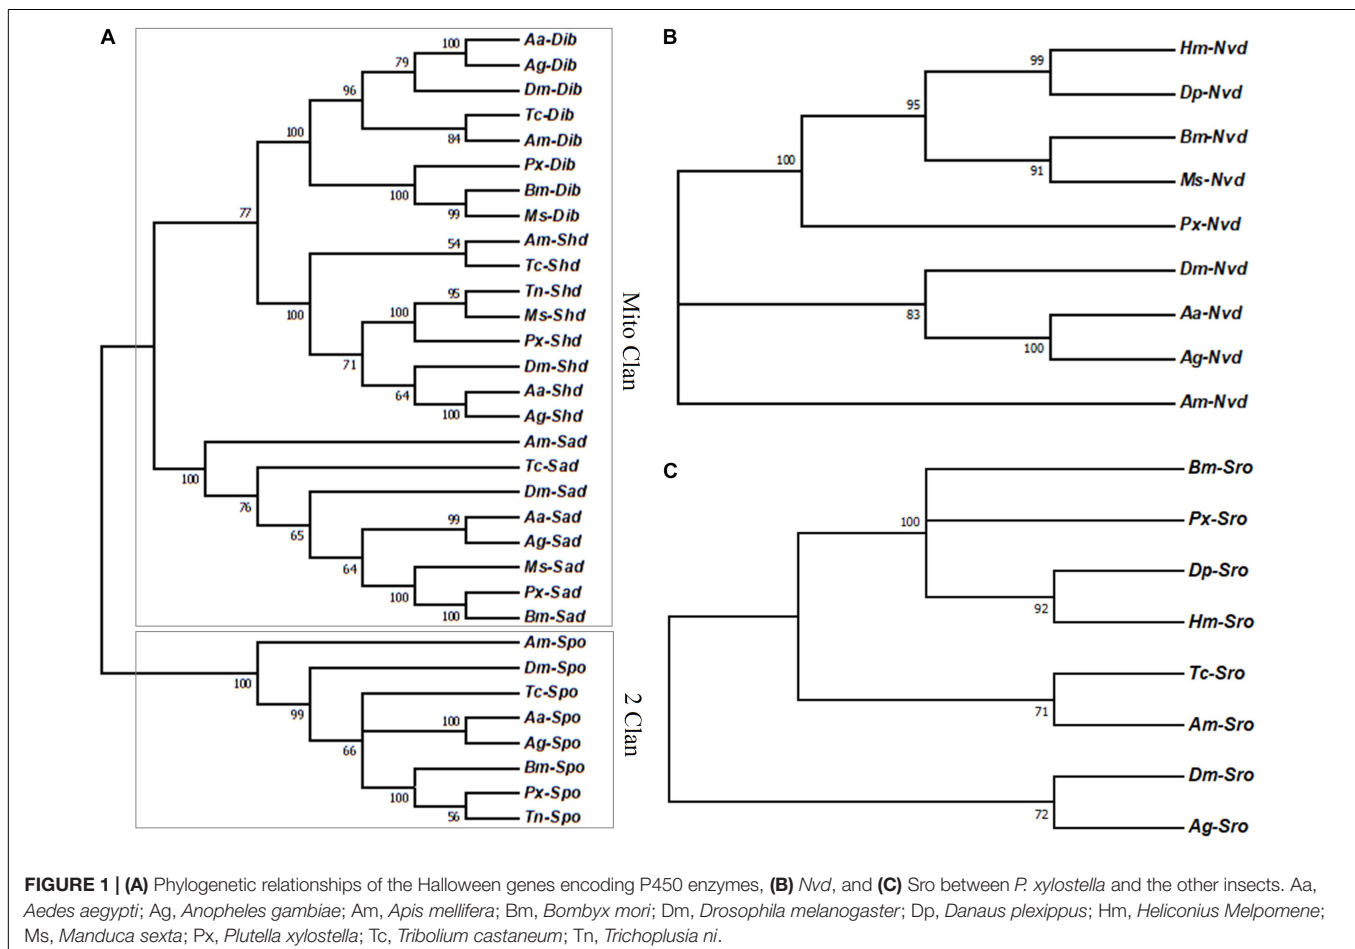 A
100
Aa-Dib
79
Ag-Dib
96
Dm-Dib
Tc-Dib
100
84
Am-Dib
Px-Dib
100
Bm-Dib
77
99
Ms-Dib
54
Am-Shd
Tc-Shd
95
Tn-Shd
100
100
Ms-Shd
Px-Shd
71
Dm-Shd
64
Aa-Shd
100
Ag-Shd
Am-Sad
100
Tc-Sad
76
Dm-Sad
65
99
Aa-Sad
Ag-Sad
64
Ms-Sad
100
Px-Sad
100
Bm-Sad
Mito Clan
Am-Spo
100
Dm-Spo
99
Tc-Spo
100
Aa-Spo
66
Ag-Spo
Bm-Spo
100
Px-Spo
56
Tn-Spo
2 Clan
B
99
Hm-Nvd
95
Dp-Nvd
Bm-Nvd
100
91
Ms-Nvd
Px-Nvd
Dm-Nvd
83
Aa-Nvd
100
Ag-Nvd
Am-Nvd
C
Bm-Sro
100
Px-Sro
Dp-Sro
92
Hm-Sro
Tc-Sro
71
Am-Sro
Dm-Sro
72
Ag-Sro
FIGURE 1 | (A) Phylogenetic relationships of the Halloween genes encoding P450 enzymes, (B) Nvd, and (C) Sro between P. xylostella and the other insects. Aa,
Aedes aegypti; Ag, Anopheles gambiae; Am, Apis mellifera; Bm, Bombyx mori; Dm, Drosophila melanogaster; Dp, Danaus plexippus; Hm, Heliconius Melpomene;
Ms, Manduca sexta; Px, Plutella xylostella; Tc, Tribolium castaneum; Tn, Trichoplusia ni.